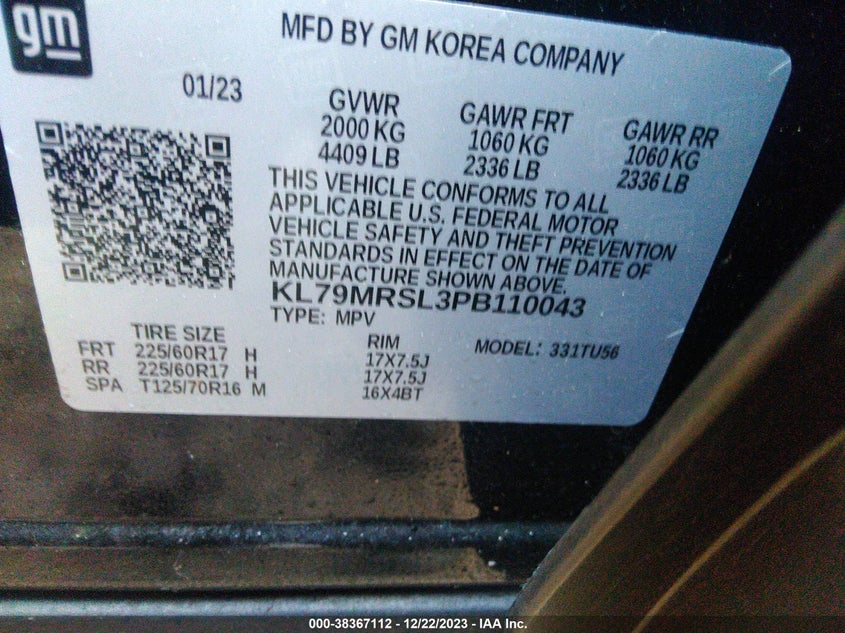 gm
MFD BY GM KOREA COMPANY
01/23
GVWR
2000 KG
4409 LB
GAWR FRT
1060 KG
2336 LB
GAWR RR
1060 KG
2336 LB
THIS VEHICLE CONFORMS TO ALL
APPLICABLE U.S. FEDERAL MOTOR
VEHICLE SAFETY AND THEFT PREVENTION
STANDARDS IN EFFECT ON THE DATE OF
MANUFACTURE SHOWN ABOVE.
KL79MRSL3PB110043
TYPE: MPV
TIRE SIZE
RIM
MODEL: 331TU56
FRT 225/60R17 H 17X7.5J
RR 225/60R17 H 17X7.5J
SPA T125/70R16 M 16X4BT
000-38367112 - 12/22/2023 - IAA Inc.